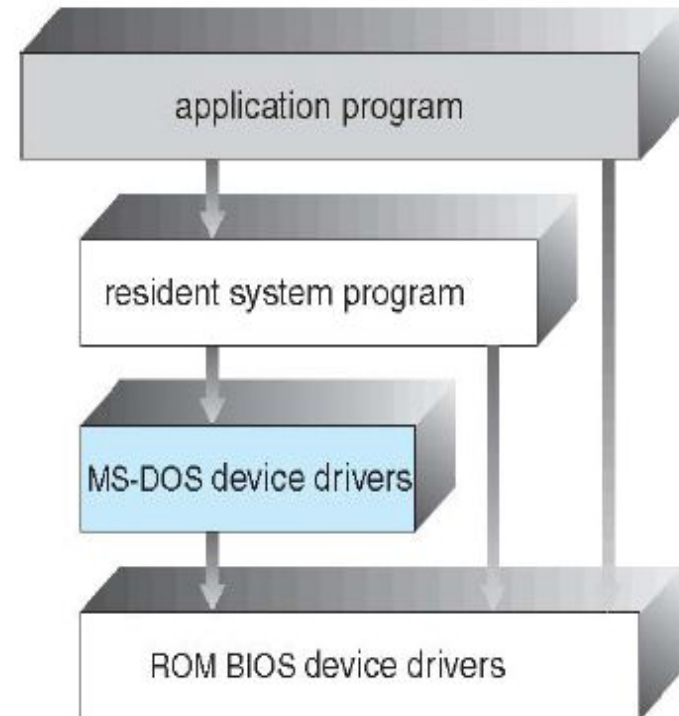 application program
resident system program
MS-DOS device drivers
ROM BIOS device drivers